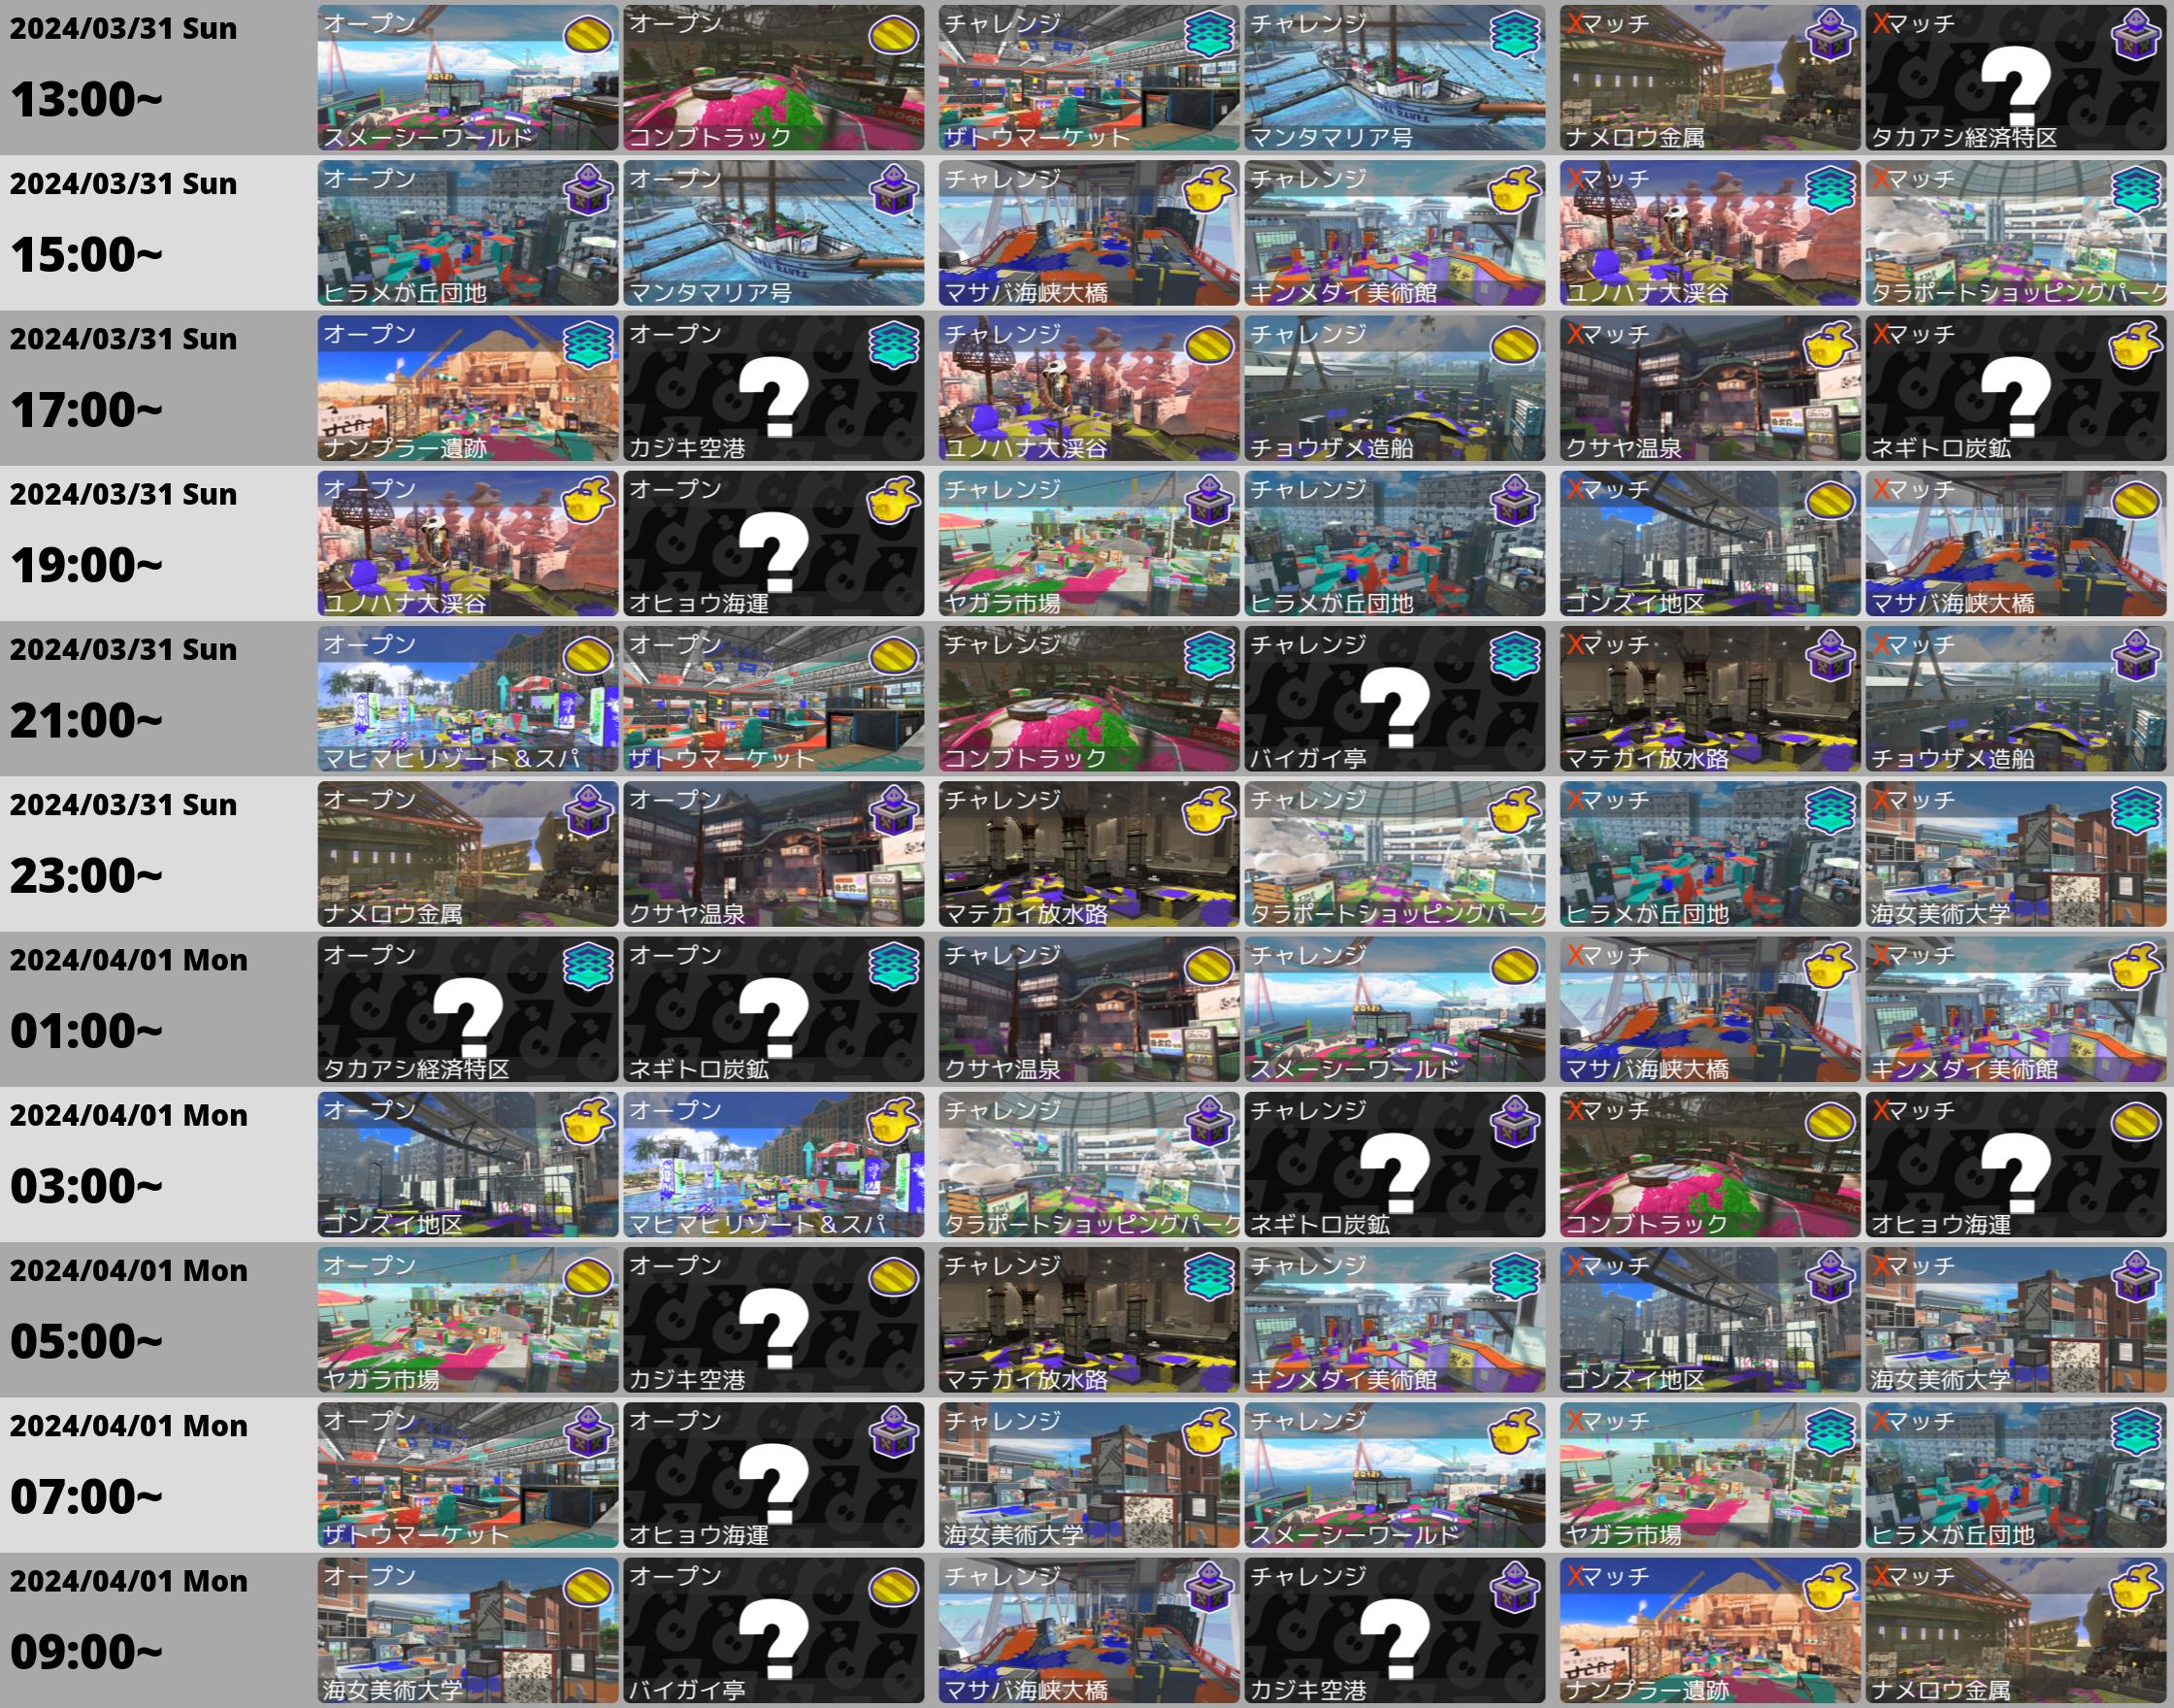 2024/03/31 Sun
13:00~
オープン
スメーシーワールド
オープン
コンブトラック
チャレンジ
ザトウマーケット
チャレンジ
マンタマリア号
Xマッチ
ナメロウ金属
Xマッチ
?
タカアシ経済特区
2024/03/31 Sun
15:00~
オープン
ヒラメが丘団地
オープン
マンタマリア号
チャレンジ
マサバ海峡大橋
チャレンジ
キンメダイ美術館
Xマッチ
ユノハナ大渓谷
Xマッチ
タラポートショッピングパーク
2024/03/31 Sun
17:00~
オープン
ナンプラー遺跡
オープン
?
カジキ空港
チャレンジ
ユノハナ大渓谷
チャレンジ
チョウザメ造船
Xマッチ
クサヤ温泉
Xマッチ
?
ネギトロ炭鉱
2024/03/31 Sun
19:00~
オープン
ユノハナ大渓谷
オープン
?
オヒョウ海運
チャレンジ
ヤガラ市場
チャレンジ
ヒラメが丘団地
Xマッチ
ゴンズイ地区
Xマッチ
マサバ海峡大橋
2024/03/31 Sun
21:00~
オープン
マヒマヒリゾート＆スパ
オープン
ザトウマーケット
チャレンジ
コンブトラック
チャレンジ
?
バイガイ亭
Xマッチ
マテガイ放水路
Xマッチ
チョウザメ造船
2024/03/31 Sun
23:00~
オープン
ナメロウ金属
オープン
クサヤ温泉
チャレンジ
マテガイ放水路
チャレンジ
タラポートショッピングパーク
Xマッチ
ヒラメが丘団地
Xマッチ
海女美術大学
2024/04/01 Mon
01:00~
オープン
?
タカアシ経済特区
オープン
?
ネギトロ炭鉱
チャレンジ
クサヤ温泉
チャレンジ
スメーシーワールド
Xマッチ
マサバ海峡大橋
Xマッチ
キンメダイ美術館
2024/04/01 Mon
03:00~
オープン
ゴンズイ地区
オープン
マヒマヒリゾート＆スパ
チャレンジ
タラポートショッピングパーク
チャレンジ
?
ネギトロ炭鉱
Xマッチ
コンブトラック
Xマッチ
?
オヒョウ海運
2024/04/01 Mon
05:00~
オープン
ヤガラ市場
オープン
?
カジキ空港
チャレンジ
マテガイ放水路
チャレンジ
キンメダイ美術館
Xマッチ
ゴンズイ地区
Xマッチ
海女美術大学
2024/04/01 Mon
07:00~
オープン
ザトウマーケット
オープン
?
オヒョウ海運
チャレンジ
海女美術大学
チャレンジ
スメーシーワールド
Xマッチ
ヤガラ市場
Xマッチ
ヒラメが丘団地
2024/04/01 Mon
09:00~
オープン
海女美術大学
オープン
?
バイガイ亭
チャレンジ
マサバ海峡大橋
チャレンジ
?
カジキ空港
Xマッチ
ナンプラー遺跡
Xマッチ
ナメロウ金属